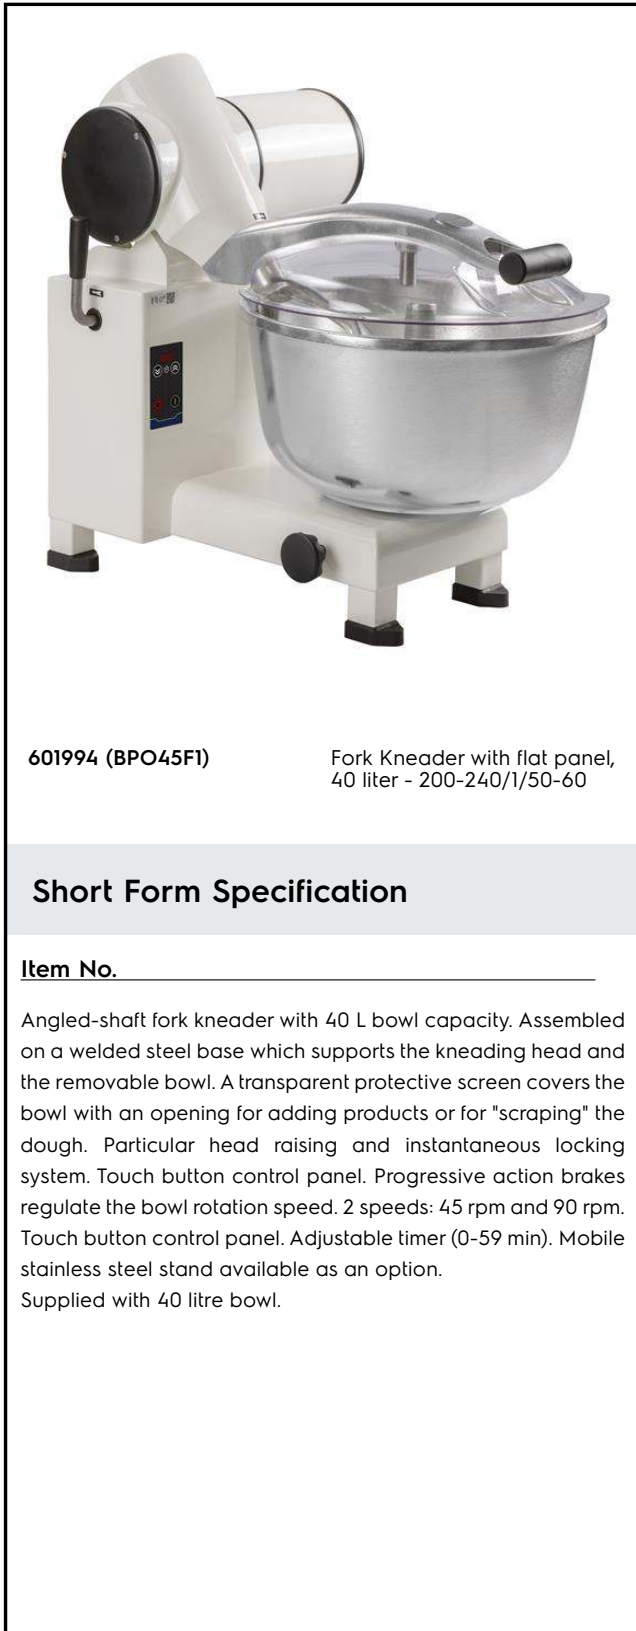 601994 (BPO45F1)
Fork Kneader with flat panel,
40 liter - 200-240/1/50-60
Short Form Specification
Item No.
Angled-shaft fork kneader with 40 L bowl capacity. Assembled
on a welded steel base which supports the kneading head and
the removable bowl. A transparent protective screen covers the
bowl with an opening for adding products or for "scraping" the
dough. Particular head raising and instantaneous locking
system. Touch button control panel. Progressive action brakes
regulate the bowl rotation speed. 2 speeds: 45 rpm and 90 rpm.
Touch button control panel. Adjustable timer (0-59 min). Mobile
stainless steel stand available as an option.
Supplied with 40 litre bowl.